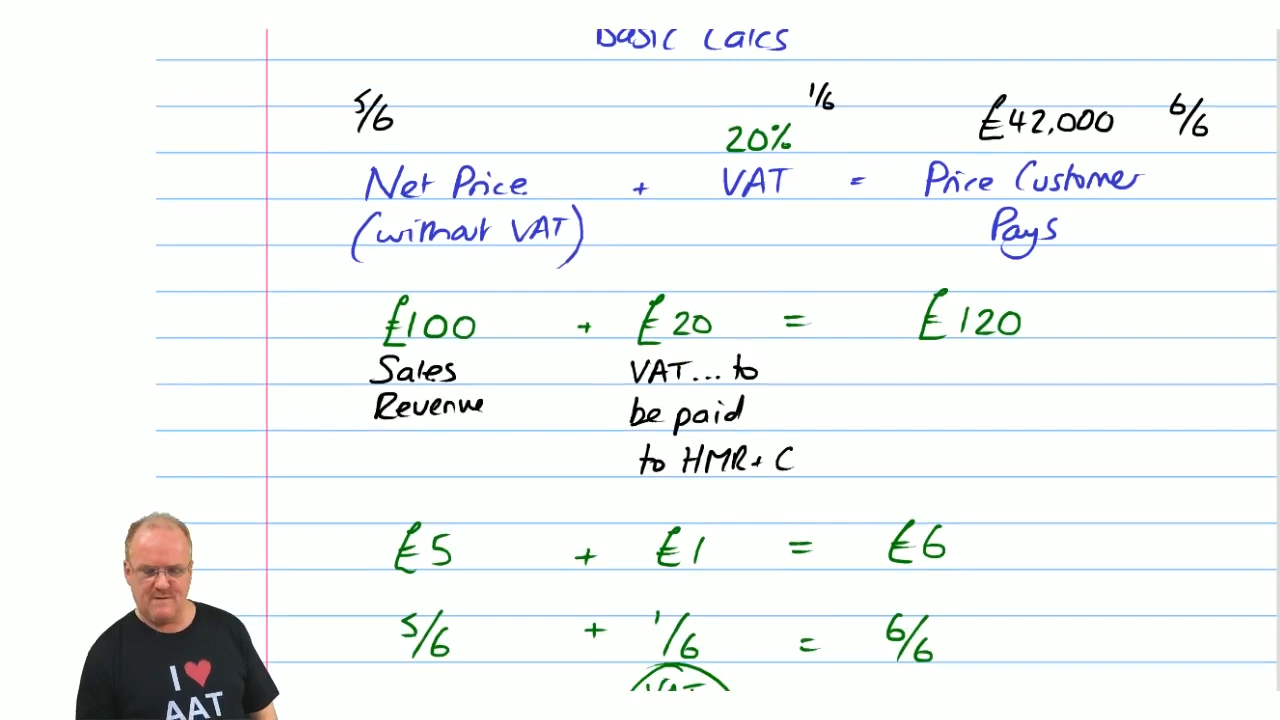 Basic Calcs
5/6 1/6 £42,000 6/6
20%
Net Price + VAT = Price Customer
(without VAT) Pays
£100 + £20 = £120
Sales VAT... to
Revenue be paid
to HMR+C
£5 + £1 = £6
5/6 + 1/6 = 6/6
VAT
I ❤ 
AAT